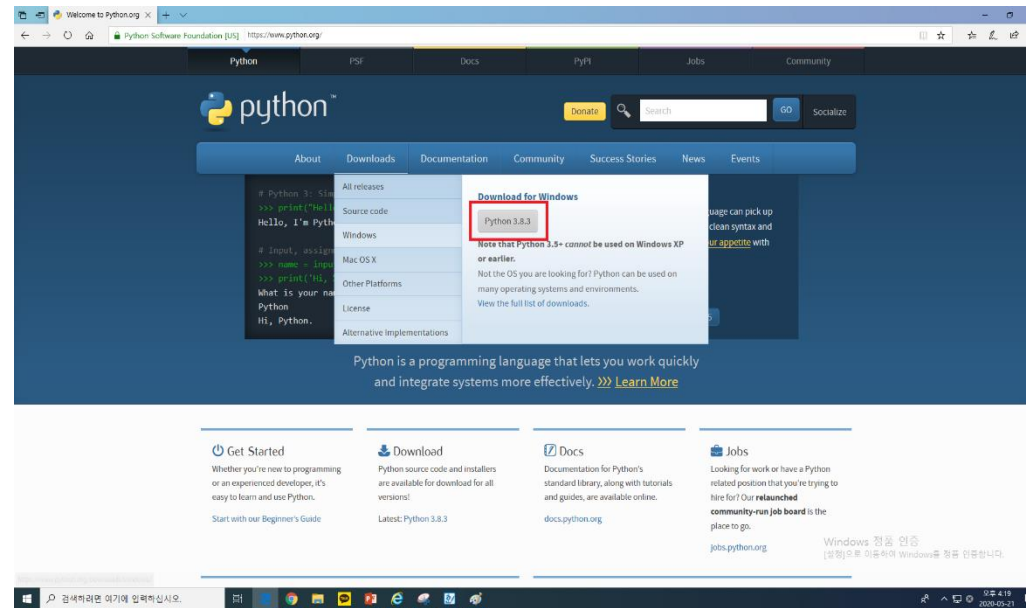 Welcome to Python.org
Python Software Foundation [US] https://www.python.org/
Python PSF Docs PyPI Jobs Community
python™
Donate Search GO Socialize
About Downloads Documentation Community Success Stories News Events
# Python 3: Sim
>>> print("Hell
Hello, I'm Pyth
# Input, assign
>>> name = inpu
>>> print('Hi,
What is your na
Python
Hi, Python.
All releases
Source code
Windows
Mac OS X
Other Platforms
License
Alternative Implementations
Download for Windows
Python 3.8.3
Note that Python 3.5+ cannot be used on Windows XP
or earlier.
Not the OS you are looking for? Python can be used on
many operating systems and environments.
View the full list of downloads.
uage can pick up
clean syntax and
ur appetite with
Python is a programming language that lets you work quickly
and integrate systems more effectively. >>> Learn More
Get Started
Whether you're new to programming
or an experienced developer, it's
easy to learn and use Python.
Start with our Beginner's Guide
Download
Python source code and installers
are available for download for all
versions!
Latest: Python 3.8.3
Docs
Documentation for Python's
standard library, along with tutorials
and guides, are available online.
docs.python.org
Jobs
Looking for work or have a Python
related position that you're trying to
hire for? Our relaunched
community-run job board is the
place to go.
jobs.python.org
Windows 정품 인증
[설정]으로 이동하여 Windows를 정품 인증합니다.
검색하려면 여기에 입력하십시오.
오후 4:19
2020-05-21